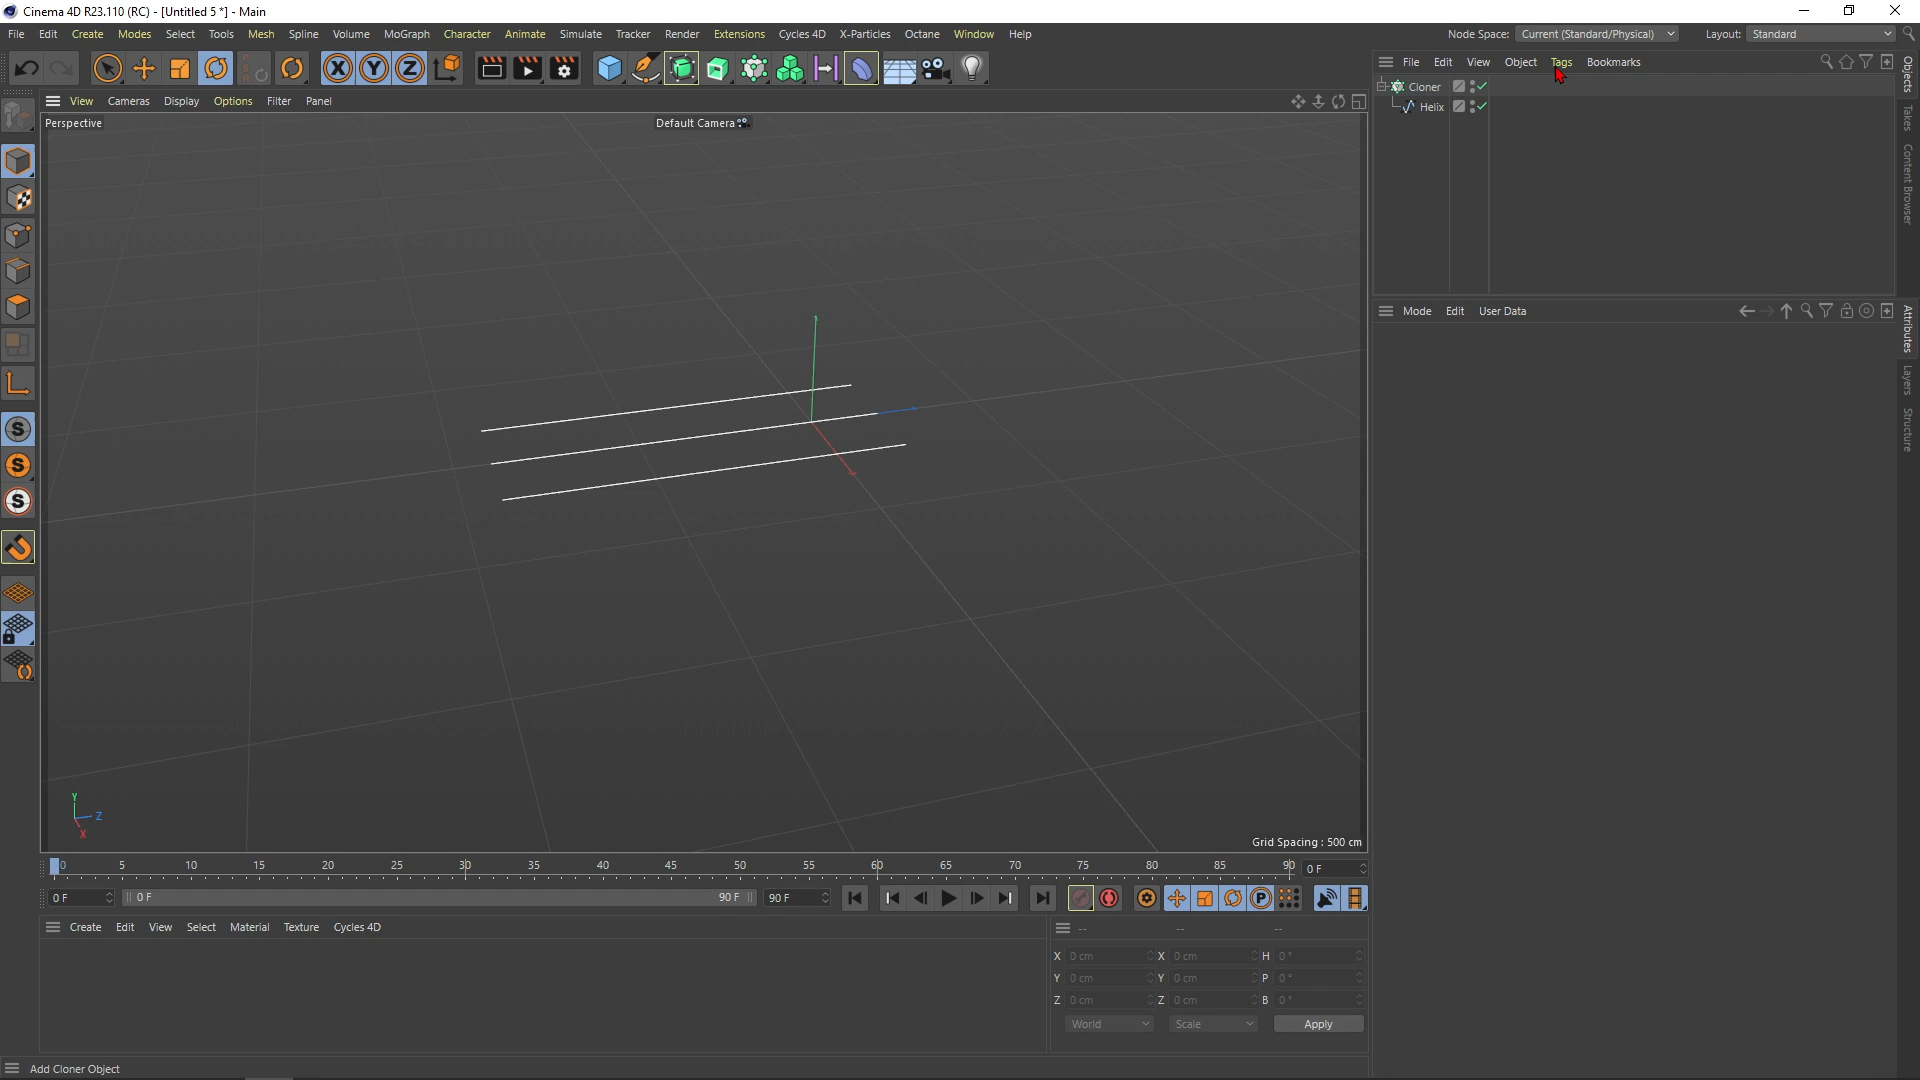 Cinema 4D R23.110 (RC) - [Untitled 5 *] - Main
File Edit Create Modes Select Tools Mesh Spline Volume MoGraph Character Animate Simulate Tracker Render Extensions Cycles 4D X-Particles Octane Window Help
Node Space: Current (Standard/Physical) Layout: Standard
X Y Z
PSR
File Edit View Object Tags Bookmarks
View Cameras Display Options Filter Panel
Cloner
Helix
Perspective
Default Camera
Objects
Takes
Content Browser
Mode Edit User Data
Attributes
Layers
Structure
S
S
S
Y
Z
X
Grid Spacing : 500 cm
0 5 10 15 20 25 30 35 40 45 50 55 60 65 70 75 80 85 90 0 F
0 F 0 F 90 F 90 F P
Create Edit View Select Material Texture Cycles 4D
-- -- --
X 0 cm X 0 cm H 0 °
Y 0 cm Y 0 cm P 0 °
Z 0 cm Z 0 cm B 0 °
World Scale Apply
Add Cloner Object